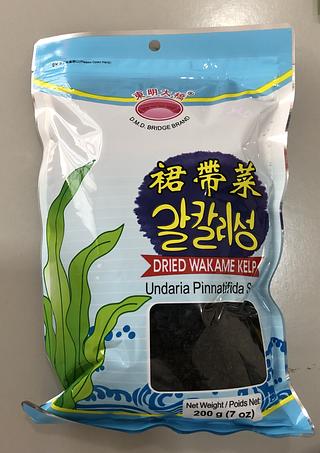 東明大橋®
D.M.D. BRIDGE BRAND
裙帶菜
갈칼리성
DRIED WAKAME KELP
Undaria Pinnatifida S
Net Weight / Poids Net:
200 g (7 oz)